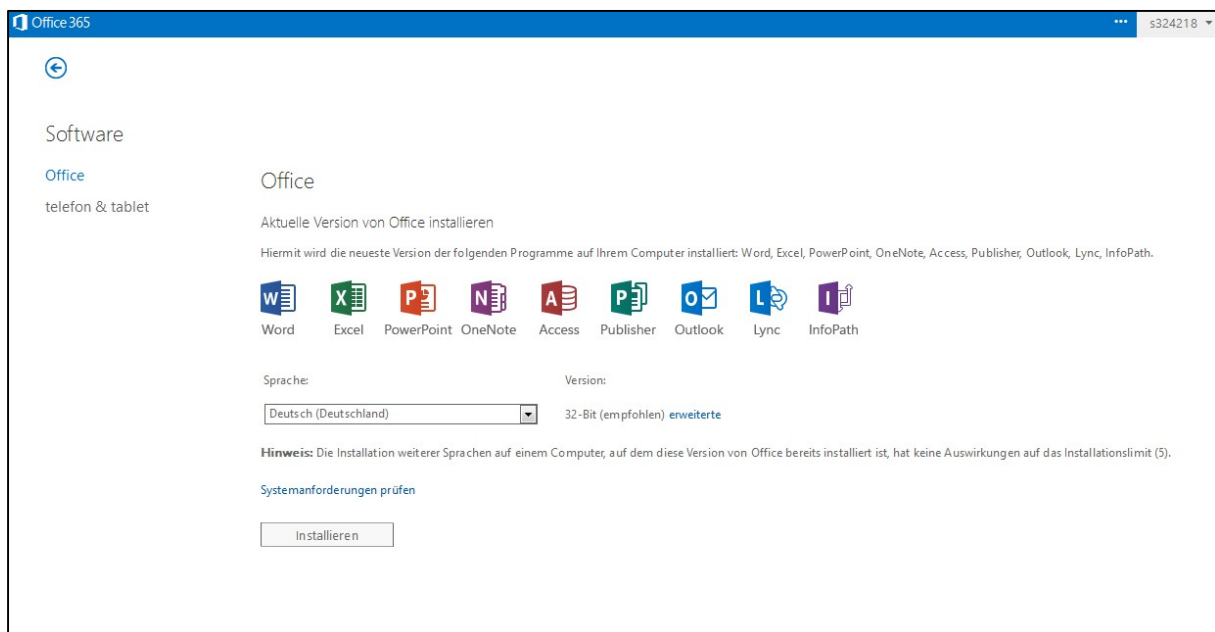 Office 365 ... s324218
Software
Office
telefon & tablet
Office
Aktuelle Version von Office installieren
Hiermit wird die neueste Version der folgenden Programme auf Ihrem Computer installiert: Word, Excel, PowerPoint, OneNote, Access, Publisher, Outlook, Lync, InfoPath.
Word Excel PowerPoint OneNote Access Publisher Outlook Lync InfoPath
Sprache: Version:
Deutsch (Deutschland) 32-Bit (empfohlen) erweiterte
Hinweis: Die Installation weiterer Sprachen auf einem Computer, auf dem diese Version von Office bereits installiert ist, hat keine Auswirkungen auf das Installationslimit (5).
Systemanforderungen prüfen
Installieren